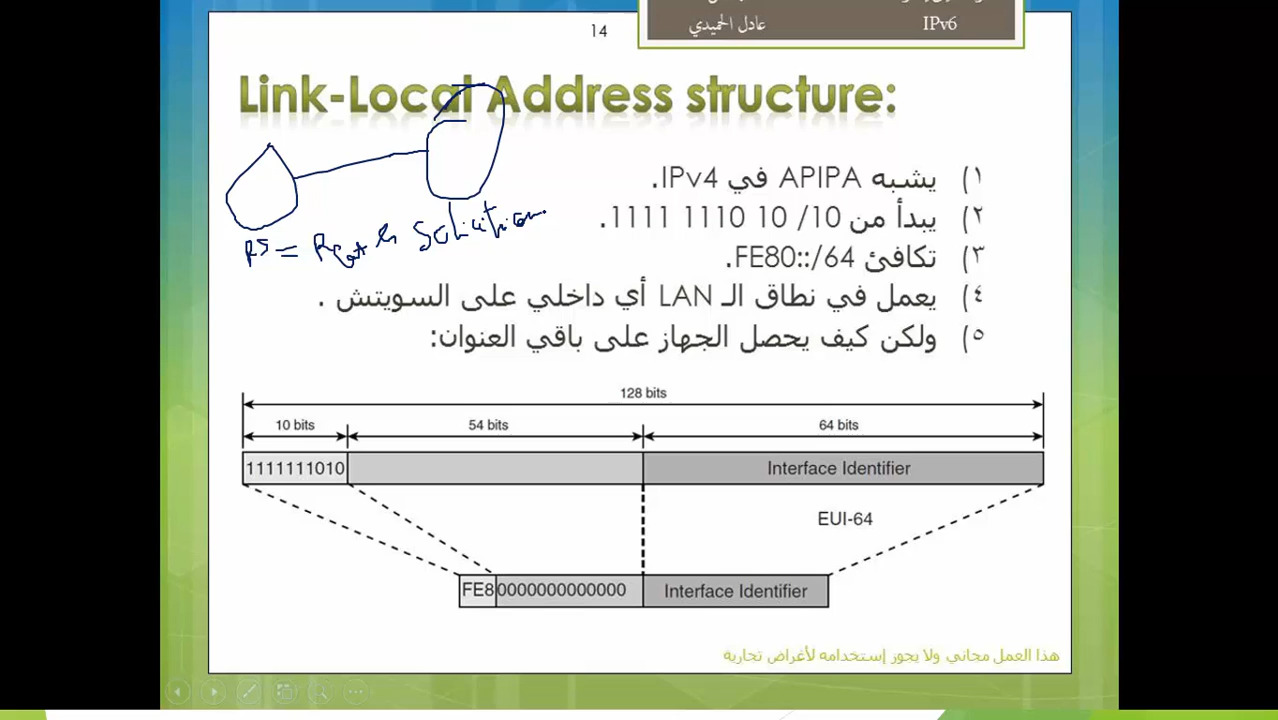 عادل الحميدي
IPv6
14
Link-Local Address structure:
١) يشبه APIPA في IPv4.
٢) يبدأ من 10/ 10 1110 1111.
٣) تكافئ FE80::/64.
٤) يعمل في نطاق الـ LAN أي داخلي على السويتش .
٥) ولكن كيف يحصل الجهاز على باقي العنوان:
RS =
128 bits
10 bits
54 bits
64 bits
1111111010
Interface Identifier
EUI-64
FE8
0000000000000
Interface Identifier
هذا العمل مجاني ولا يجوز إستخدامه لأغراض تجارية